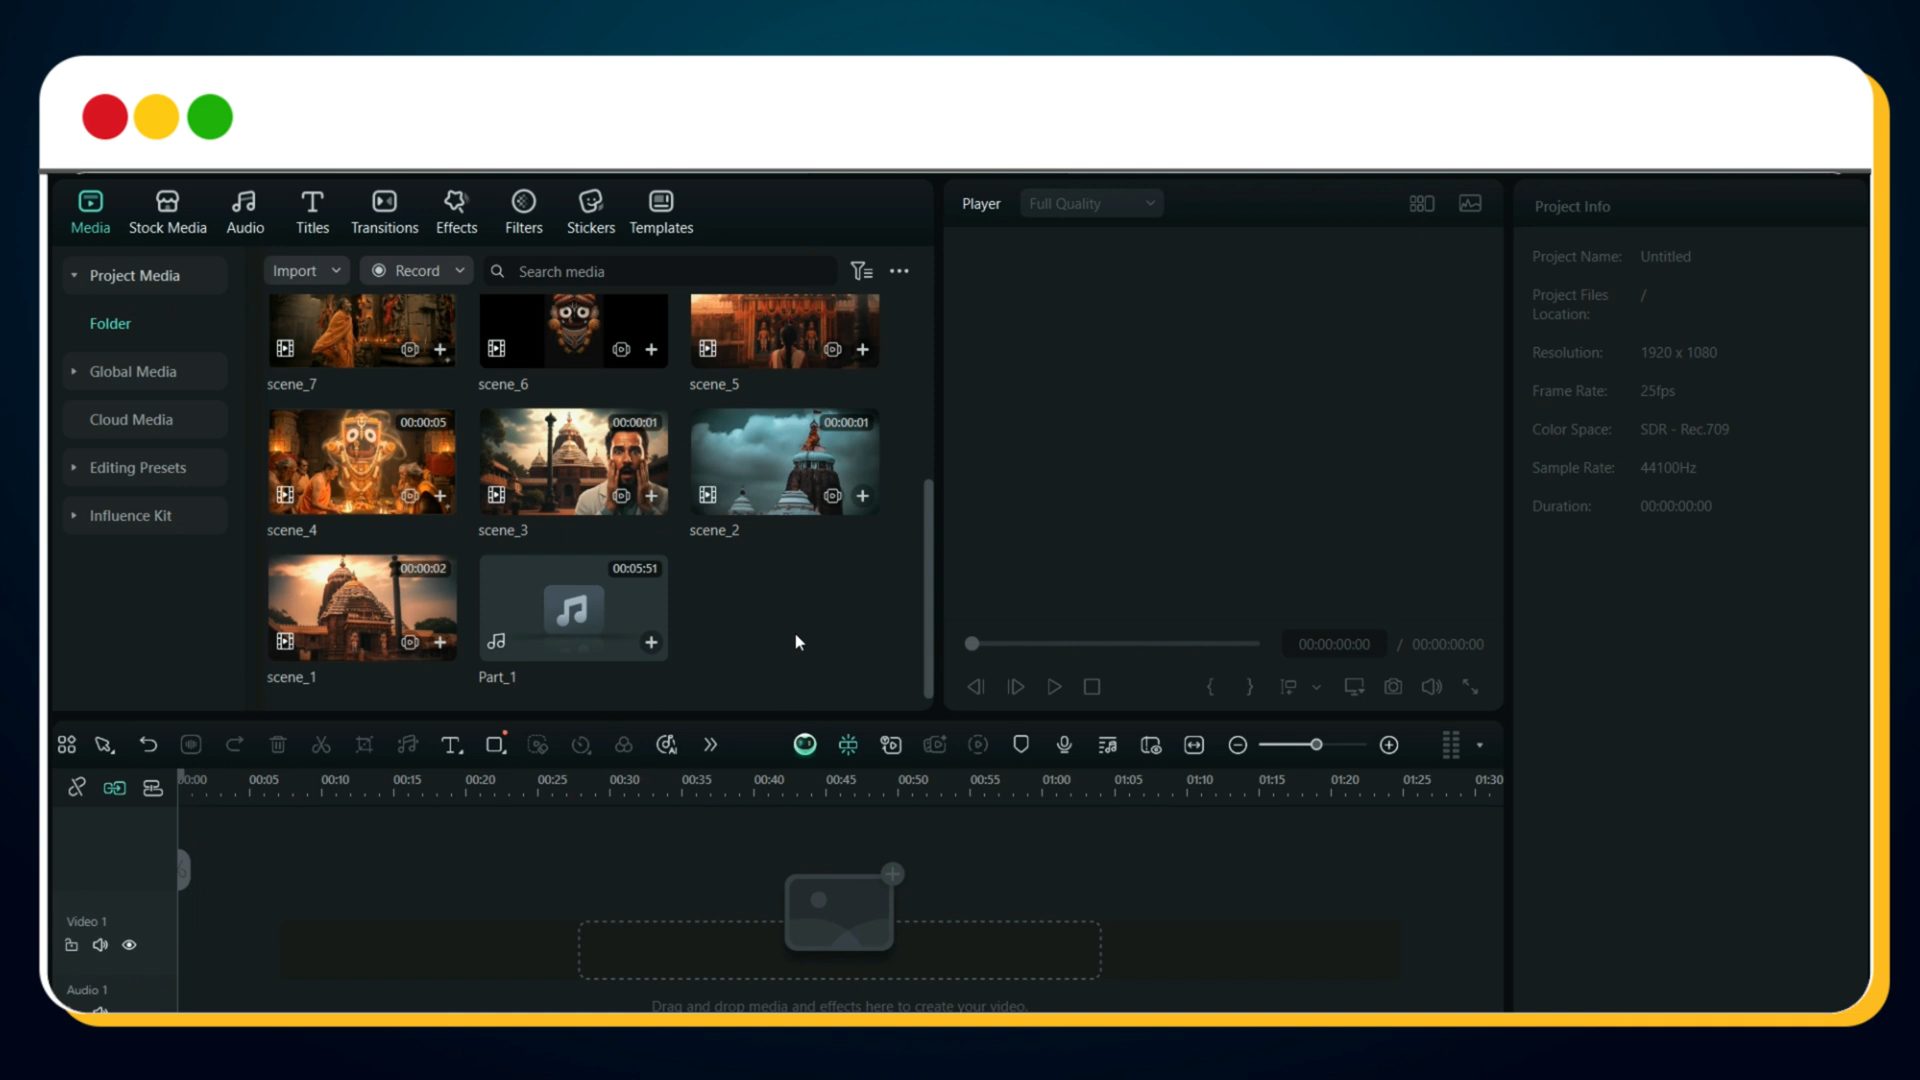 Media
Stock Media
Audio
Titles
Transitions
Effects
Filters
Stickers
Templates
Project Media
Folder
Global Media
Cloud Media
Editing Presets
Influence Kit
Import
Record
Search media
scene_7
scene_6
scene_5
00:00:05
00:00:01
00:00:01
scene_4
scene_3
scene_2
00:00:02
00:05:51
scene_1
Part_1
Player
Full Quality
00:00:00:00 / 00:00:00:00
Project Info
Project Name: Untitled
Project Files /
Location:
Resolution: 1920 x 1080
Frame Rate: 25fps
Color Space: SDR - Rec.709
Sample Rate: 44100Hz
Duration: 00:00:00:00
00:00 00:05 00:10 00:15 00:20 00:25 00:30 00:35 00:40 00:45 00:50 00:55 01:00 01:05 01:10 01:15 01:20 01:25 01:30
Video 1
Audio 1
Drag and drop media and effects here to create your video.